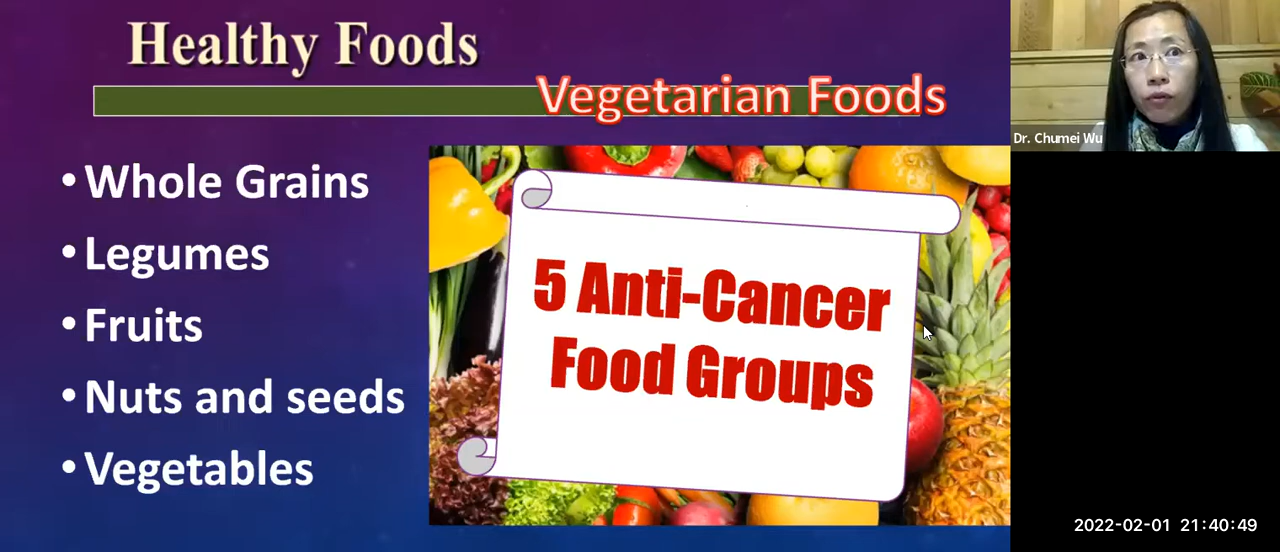 Healthy Foods
Vegetarian Foods
• Whole Grains
• Legumes
• Fruits
• Nuts and seeds
• Vegetables
5 Anti-Cancer
Food Groups
Dr. Chumei Wu
2022-02-01 21:40:49